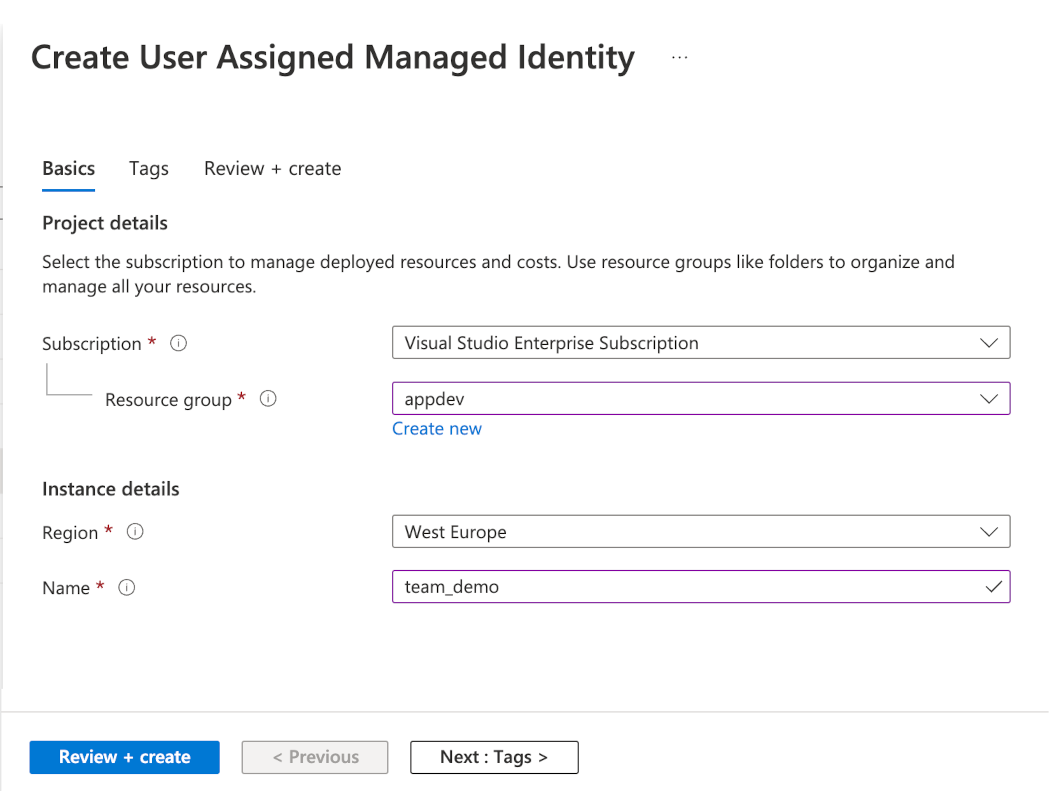 Create User Assigned Managed Identity ...
Basics Tags Review + create
Project details
Select the subscription to manage deployed resources and costs. Use resource groups like folders to organize and
manage all your resources.
Subscription * Visual Studio Enterprise Subscription
Resource group * appdev
Create new
Instance details
Region * West Europe
Name * team_demo
Review + create < Previous Next : Tags >